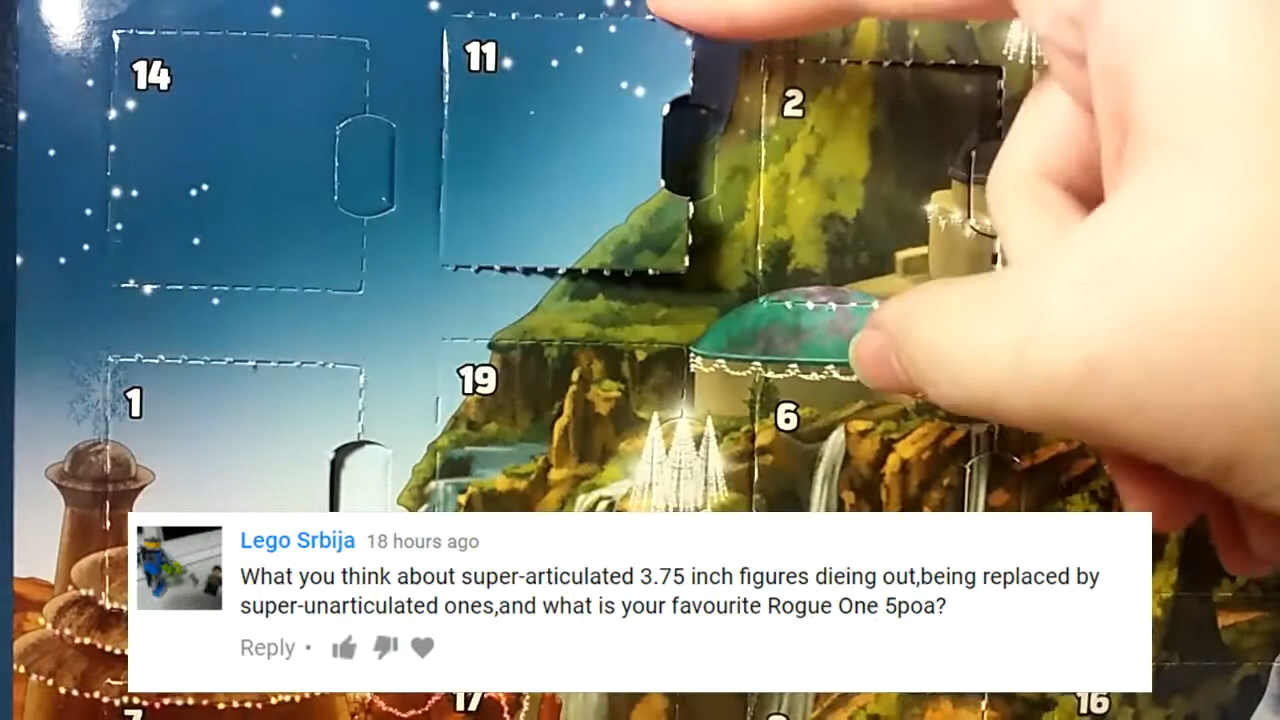 14
11
2
1
19
6
Lego Srbija 18 hours ago
What you think about super-articulated 3.75 inch figures dieing out,being replaced by
super-unarticulated ones,and what is your favourite Rogue One 5poa?
Reply •
7
17
16